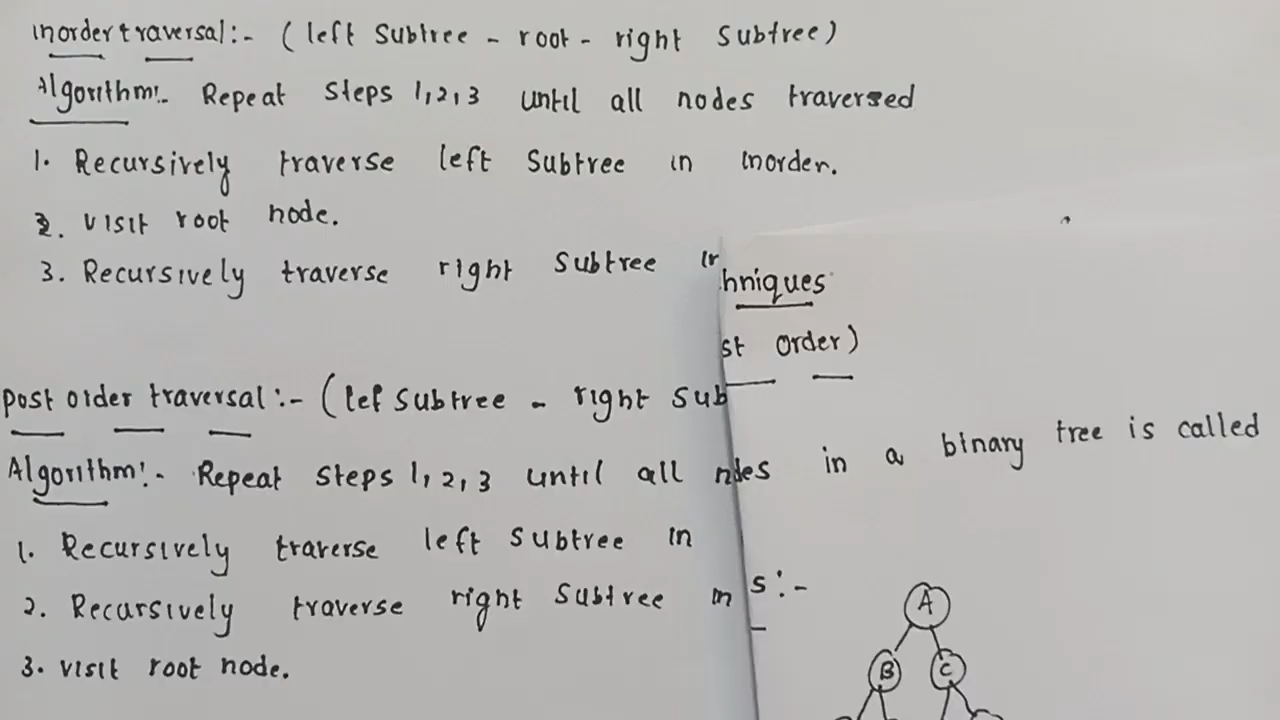 Inorder traversal:- (left Subtree - root - right Subtree)
Algorithm:- Repeat Steps 1,2,3 until all nodes traversed
1. Recursively traverse left Subtree in inorder.
2. visit root node.
3. Recursively traverse right Subtree in
Post order traversal:- (lef Subtree - right Sub
Algorithm:- Repeat Steps 1,2,3 until all n
1. Recursively traverse left Subtree in
2. Recursively traverse right Subtree in
3. visit root node.
hniques
st order)
des in a binary tree is called
s:-
A
B C